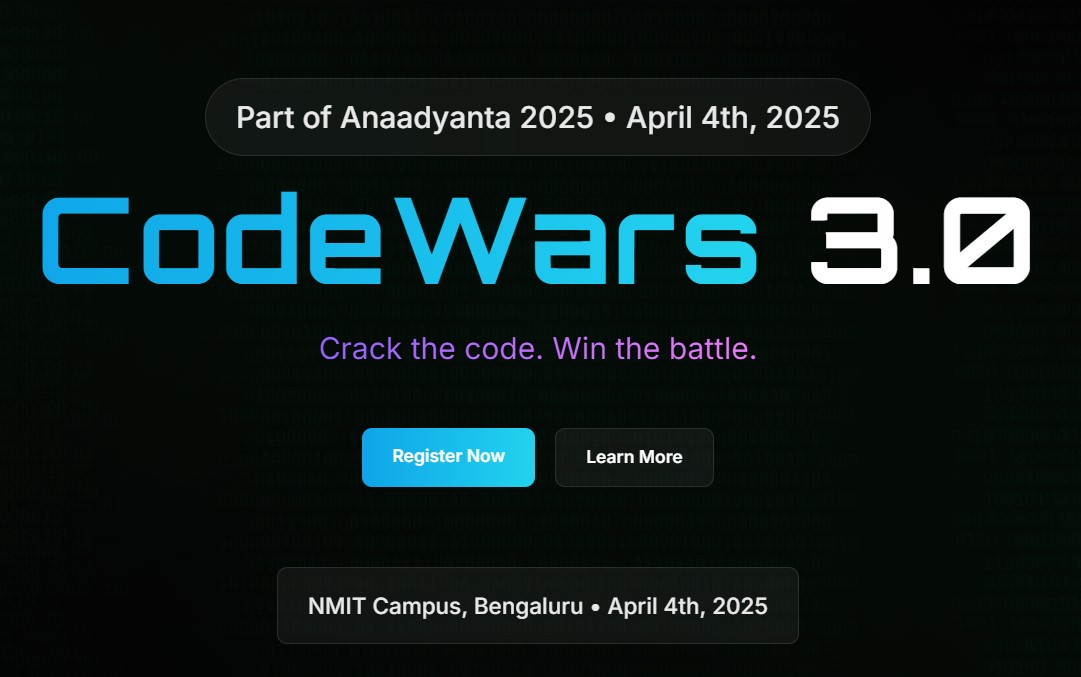 Part of Anaadyanta 2025 • April 4th, 2025
CodeWars 3.0
Crack the code. Win the battle.
Register Now
Learn More
NMIT Campus, Bengaluru • April 4th, 2025